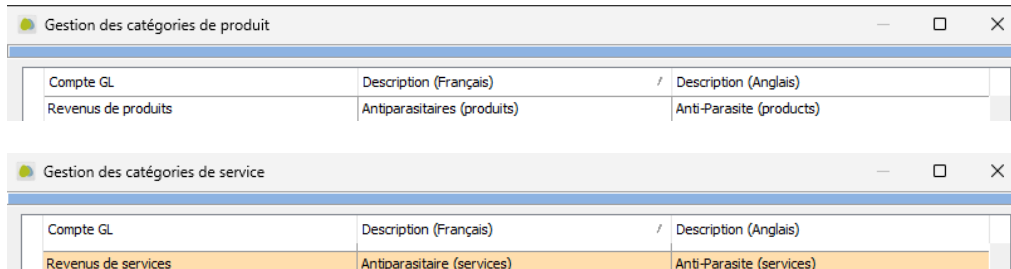 Gestion des catégories de produit
Compte GL Description (Français) Description (Anglais)
Revenus de produits Antiparasitaires (produits) Anti-Parasite (products)
Gestion des catégories de service
Compte GL Description (Français) Description (Anglais)
Revenus de services Antiparasitaire (services) Anti-Parasite (services)